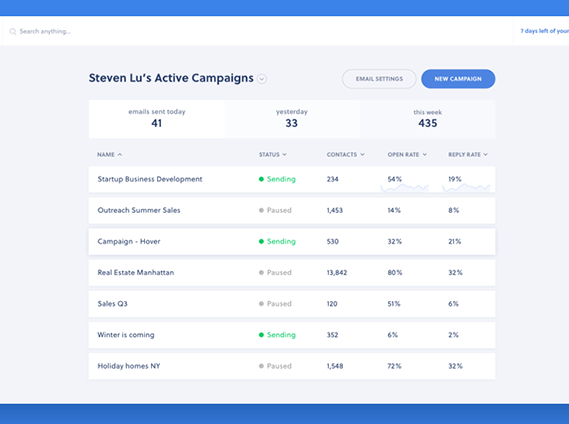 Search anything...
7 days left of your
Steven Lu's Active Campaigns
EMAIL SETTINGS
NEW CAMPAIGN
emails sent today yesterday this week
41 33 435
NAME STATUS CONTACTS OPEN RATE REPLY RATE
Startup Business Development Sending 234 54% 19%
Outreach Summer Sales Paused 1,453 14% 8%
Campaign - Hover Sending 530 32% 21%
Real Estate Manhattan Paused 13,842 80% 32%
Sales Q3 Paused 120 51% 6%
Winter is coming Sending 352 6% 2%
Holiday homes NY Paused 1,548 72% 32%